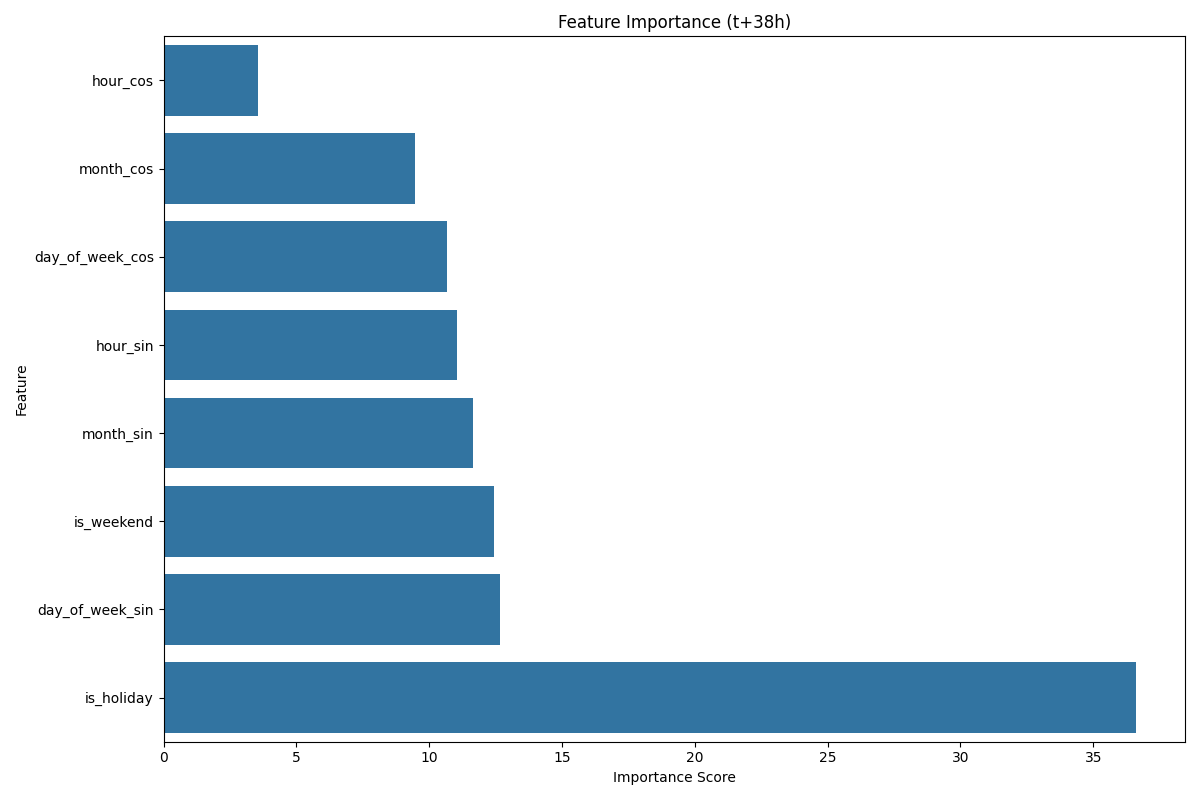 Feature Importance (t+38h)
Feature
hour_cos
month_cos
day_of_week_cos
hour_sin
month_sin
is_weekend
day_of_week_sin
is_holiday
0 5 10 15 20 25 30 35
Importance Score